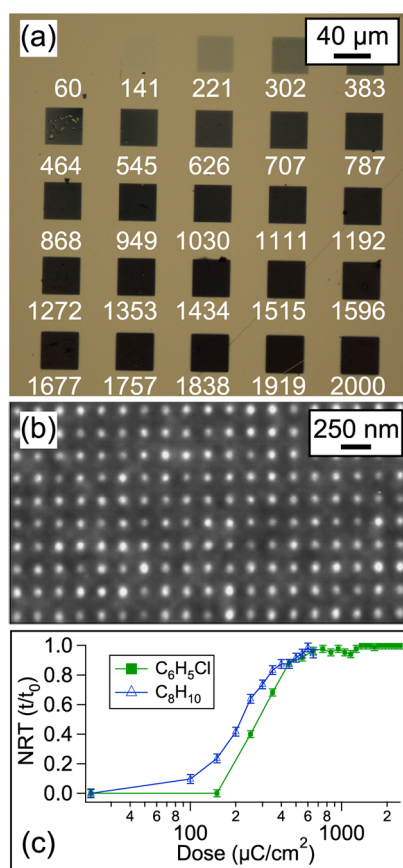 (a)
40 µm
60 141 221 302 383
464 545 626 707 787
868 949 1030 1111 1192
1272 1353 1434 1515 1596
1677 1757 1838 1919 2000
(b)
250 nm
1.0
0.8
0.6
0.4
0.2
0.0
NRT (t/t₀)
C₆H₅Cl
C₈H₁₀
4 6 8 2 4 6 8 2
100 1000
(c)
Dose (µC/cm²)